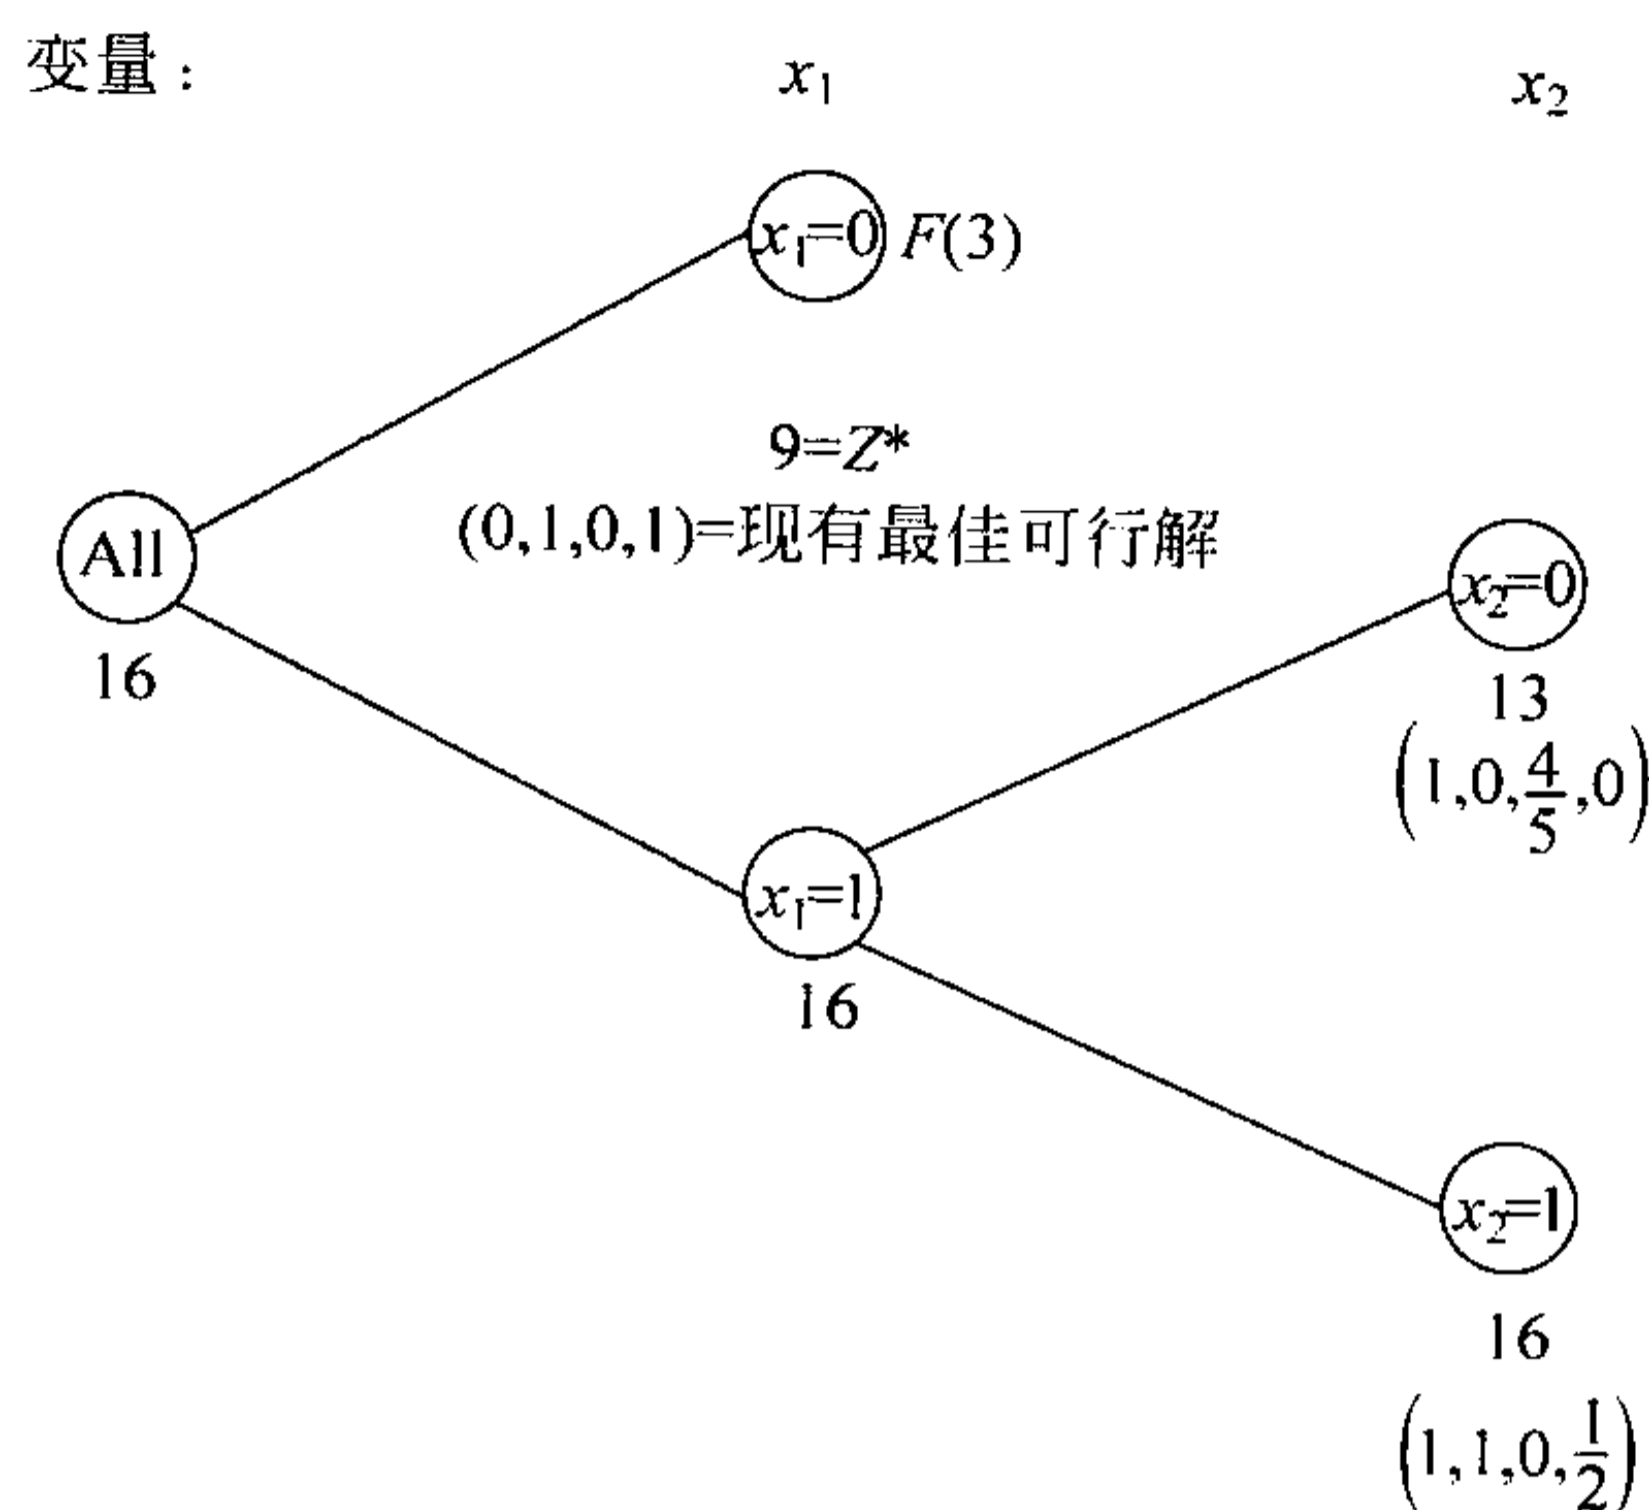 变量： x₁ x₂
x₁=0 F(3)
9=Z*
(0,1,0,1)=现有最佳可行解
All
x₂=0
16
13
(1,0,4/5,0)
x₁=1
16
x₂=1
16
(1,1,0,1/2)